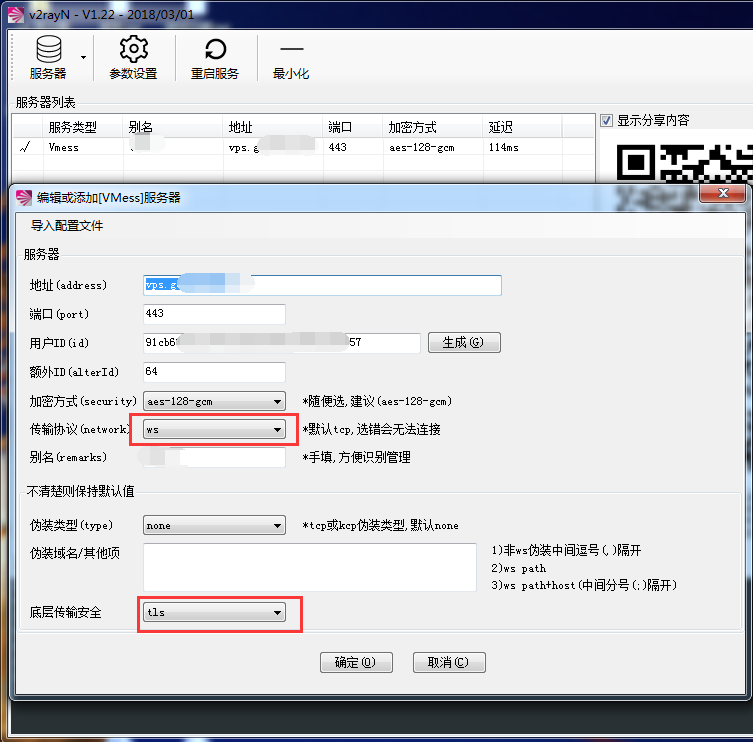 v2rayN - V1.22 - 2018/03/01
服务器 参数设置 重启服务 最小化
服务器列表
服务类型 别名 地址 端口 加密方式 延迟
Vmess vps.g 443 aes-128-gcm 114ms
显示分享内容
编辑或添加[VMess]服务器
导入配置文件
服务器
地址(address) vps.g
端口(port) 443
用户ID(id) 91cb6 57 生成(G)
额外ID(alterId) 64
加密方式(security) aes-128-gcm *随便选,建议(aes-128-gcm)
传输协议(network) ws *默认tcp,选错会无法连接
别名(remarks) *手填,方便识别管理
不清楚则保持默认值
伪装类型(type) none *tcp或kcp伪装类型,默认none
伪装域名/其他项
1)非ws伪装中间逗号(,)隔开
2)ws path
3)ws path+host(中间分号(;)隔开)
底层传输安全 tls
确定(O) 取消(C)